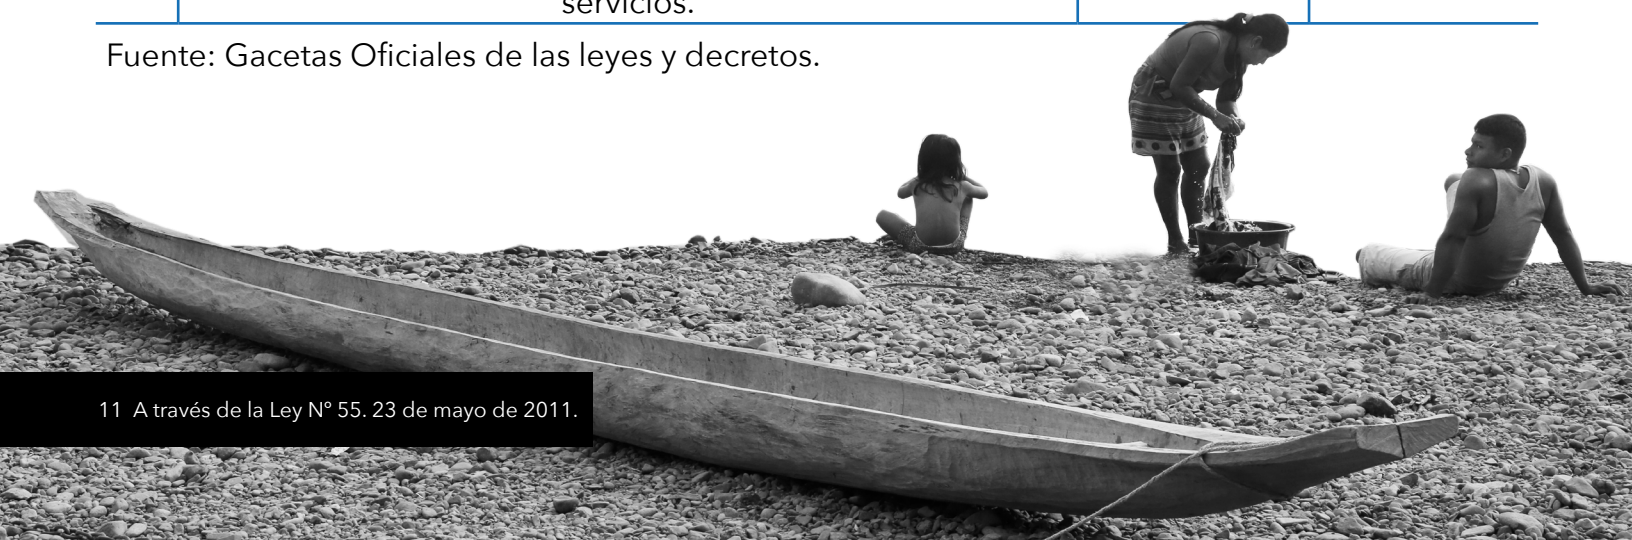 servicios.
Fuente: Gacetas Oficiales de las leyes y decretos.
11 A través de la Ley Nº 55. 23 de mayo de 2011.